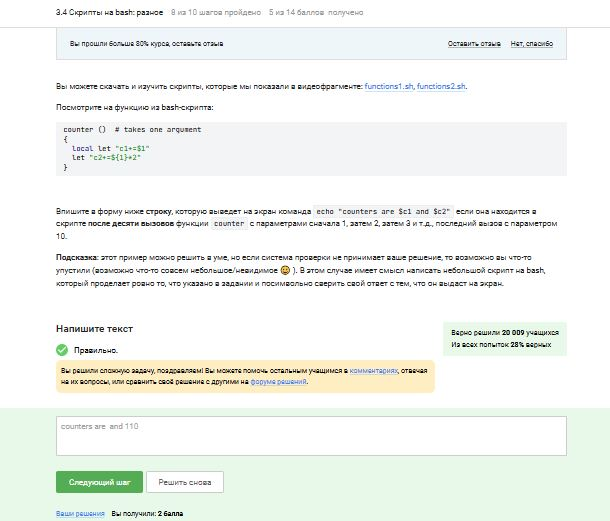 3.4 Скрипты на bash: разное 8 из 10 шагов пройдено 5 из 14 баллов получено
Вы прошли больше 80% курса, оставьте отзыв Оставить отзыв Нет, спасибо
Вы можете скачать и изучить скрипты, которые мы показали в видеофрагменте: functions1.sh, functions2.sh.
Посмотрите на функцию из bash-скрипта:
counter () # takes one argument
{
local let "c1+=$1"
let "c2+=${1}*2"
}
Впишите в форму ниже строку, которую выведет на экран команда echo "counters are $c1 and $c2" если она находится в
скрипте после десяти вызовов функции counter с параметрами сначала 1, затем 2, затем 3 и т.д., последний вызов с параметром
10.
Подсказка: этот пример можно решить в уме, но если система проверки не принимает ваше решение, то возможно вы что-то
упустили (возможно что-то совсем небольшое/невидимое 😉 ). В этом случае имеет смысл написать небольшой скрипт на bash,
который проделает ровно то, что указано в задании и посимвольно сверить свой ответ с тем, что он выдаст на экран.
Напишите текст
Верно решили 20 009 учащихся
Из всех попыток 28% верных
Правильно.
Вы решили сложную задачу, поздравляем! Вы можете помочь остальным учащимся в комментариях, отвечая
на их вопросы, или сравнить своё решение с другими на форуме решений.
counters are  and 110
Следующий шаг Решить снова
Ваши решения Вы получили: 2 балла